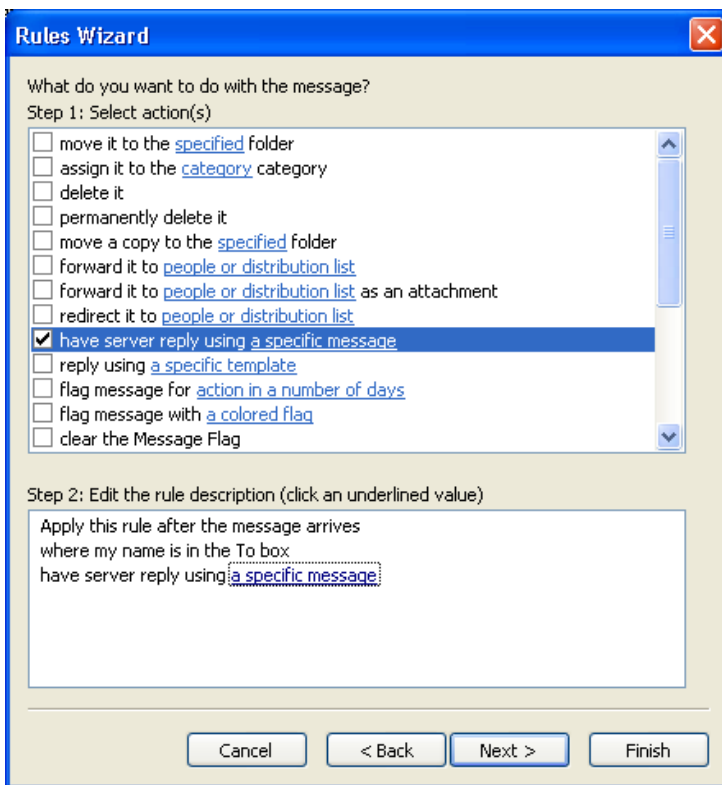 Rules Wizard
What do you want to do with the message?
Step 1: Select action(s)
move it to the specified folder
assign it to the category category
delete it
permanently delete it
move a copy to the specified folder
forward it to people or distribution list
forward it to people or distribution list as an attachment
redirect it to people or distribution list
have server reply using a specific message
reply using a specific template
flag message for action in a number of days
flag message with a colored flag
clear the Message Flag
Step 2: Edit the rule description (click an underlined value)
Apply this rule after the message arrives
where my name is in the To box
have server reply using a specific message
Cancel < Back Next > Finish